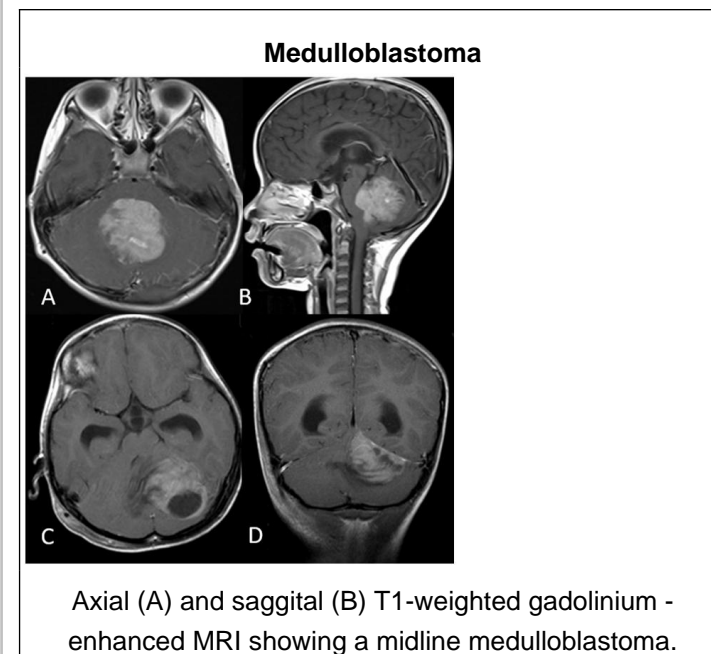 Medulloblastoma
A
B
C
D
Axial (A) and saggital (B) T1-weighted gadolinium -
enhanced MRI showing a midline medulloblastoma.